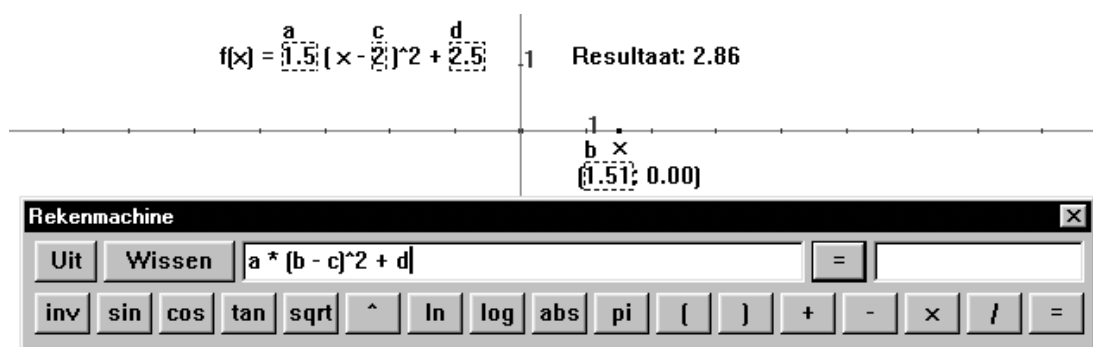 a c d
f(x) = 1.5 ( x - 2 )^2 + 2.5
1
Resultaat: 2.86
1
b x
(1.51; 0.00)
Rekenmachine
Uit Wissen a * (b - c)^2 + d =
inv sin cos tan sqrt ^ ln log abs pi ( ) + - × / =